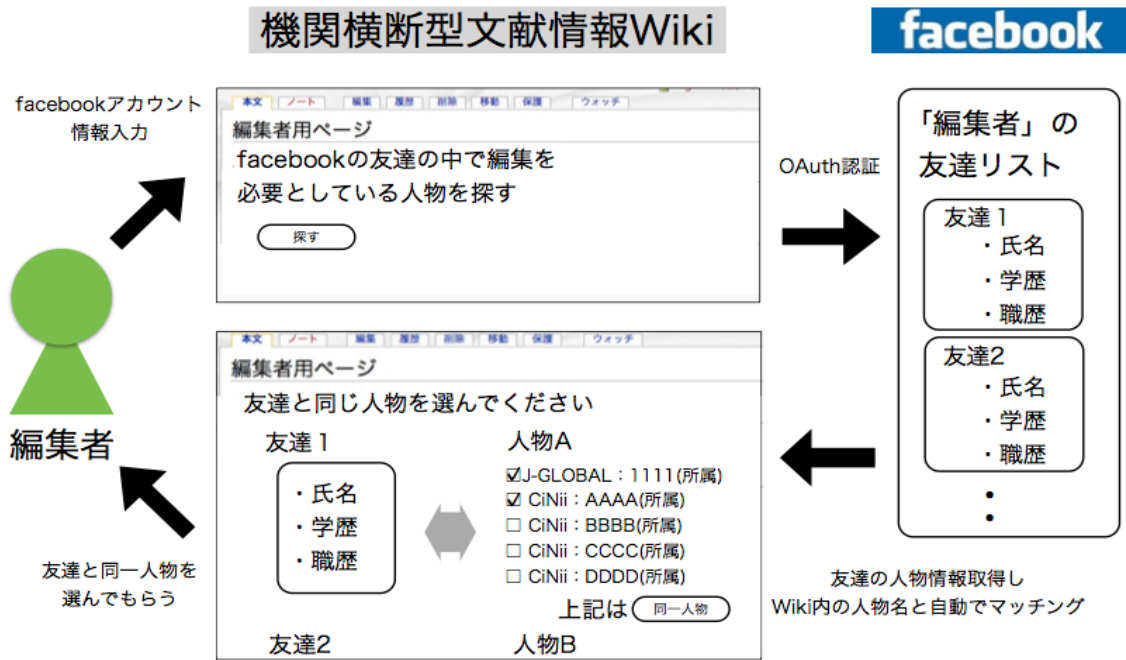 機関横断型文献情報Wiki
facebook
facebookアカウント
情報入力
本文 ノート 編集 履歴 削除 移動 保護 ウォッチ
編集者用ページ
facebookの友達の中で編集を
必要としている人物を探す
探す
OAuth認証
「編集者」の
友達リスト
友達1
・氏名
・学歴
・職歴
友達2
・氏名
・学歴
・職歴
編集者
本文 ノート 編集 履歴 削除 移動 保護 ウォッチ
編集者用ページ
友達と同じ人物を選んでください
友達1
・氏名
・学歴
・職歴
人物A
☑J-GLOBAL:1111(所属)
☑ CiNii:AAAA(所属)
☐ CiNii:BBBB(所属)
☐ CiNii:CCCC(所属)
☐ CiNii:DDDD(所属)
上記は 同一人物
友達2
人物B
友達と同一人物を
選んでもらう
友達の人物情報取得し
Wiki内の人物名と自動でマッチング